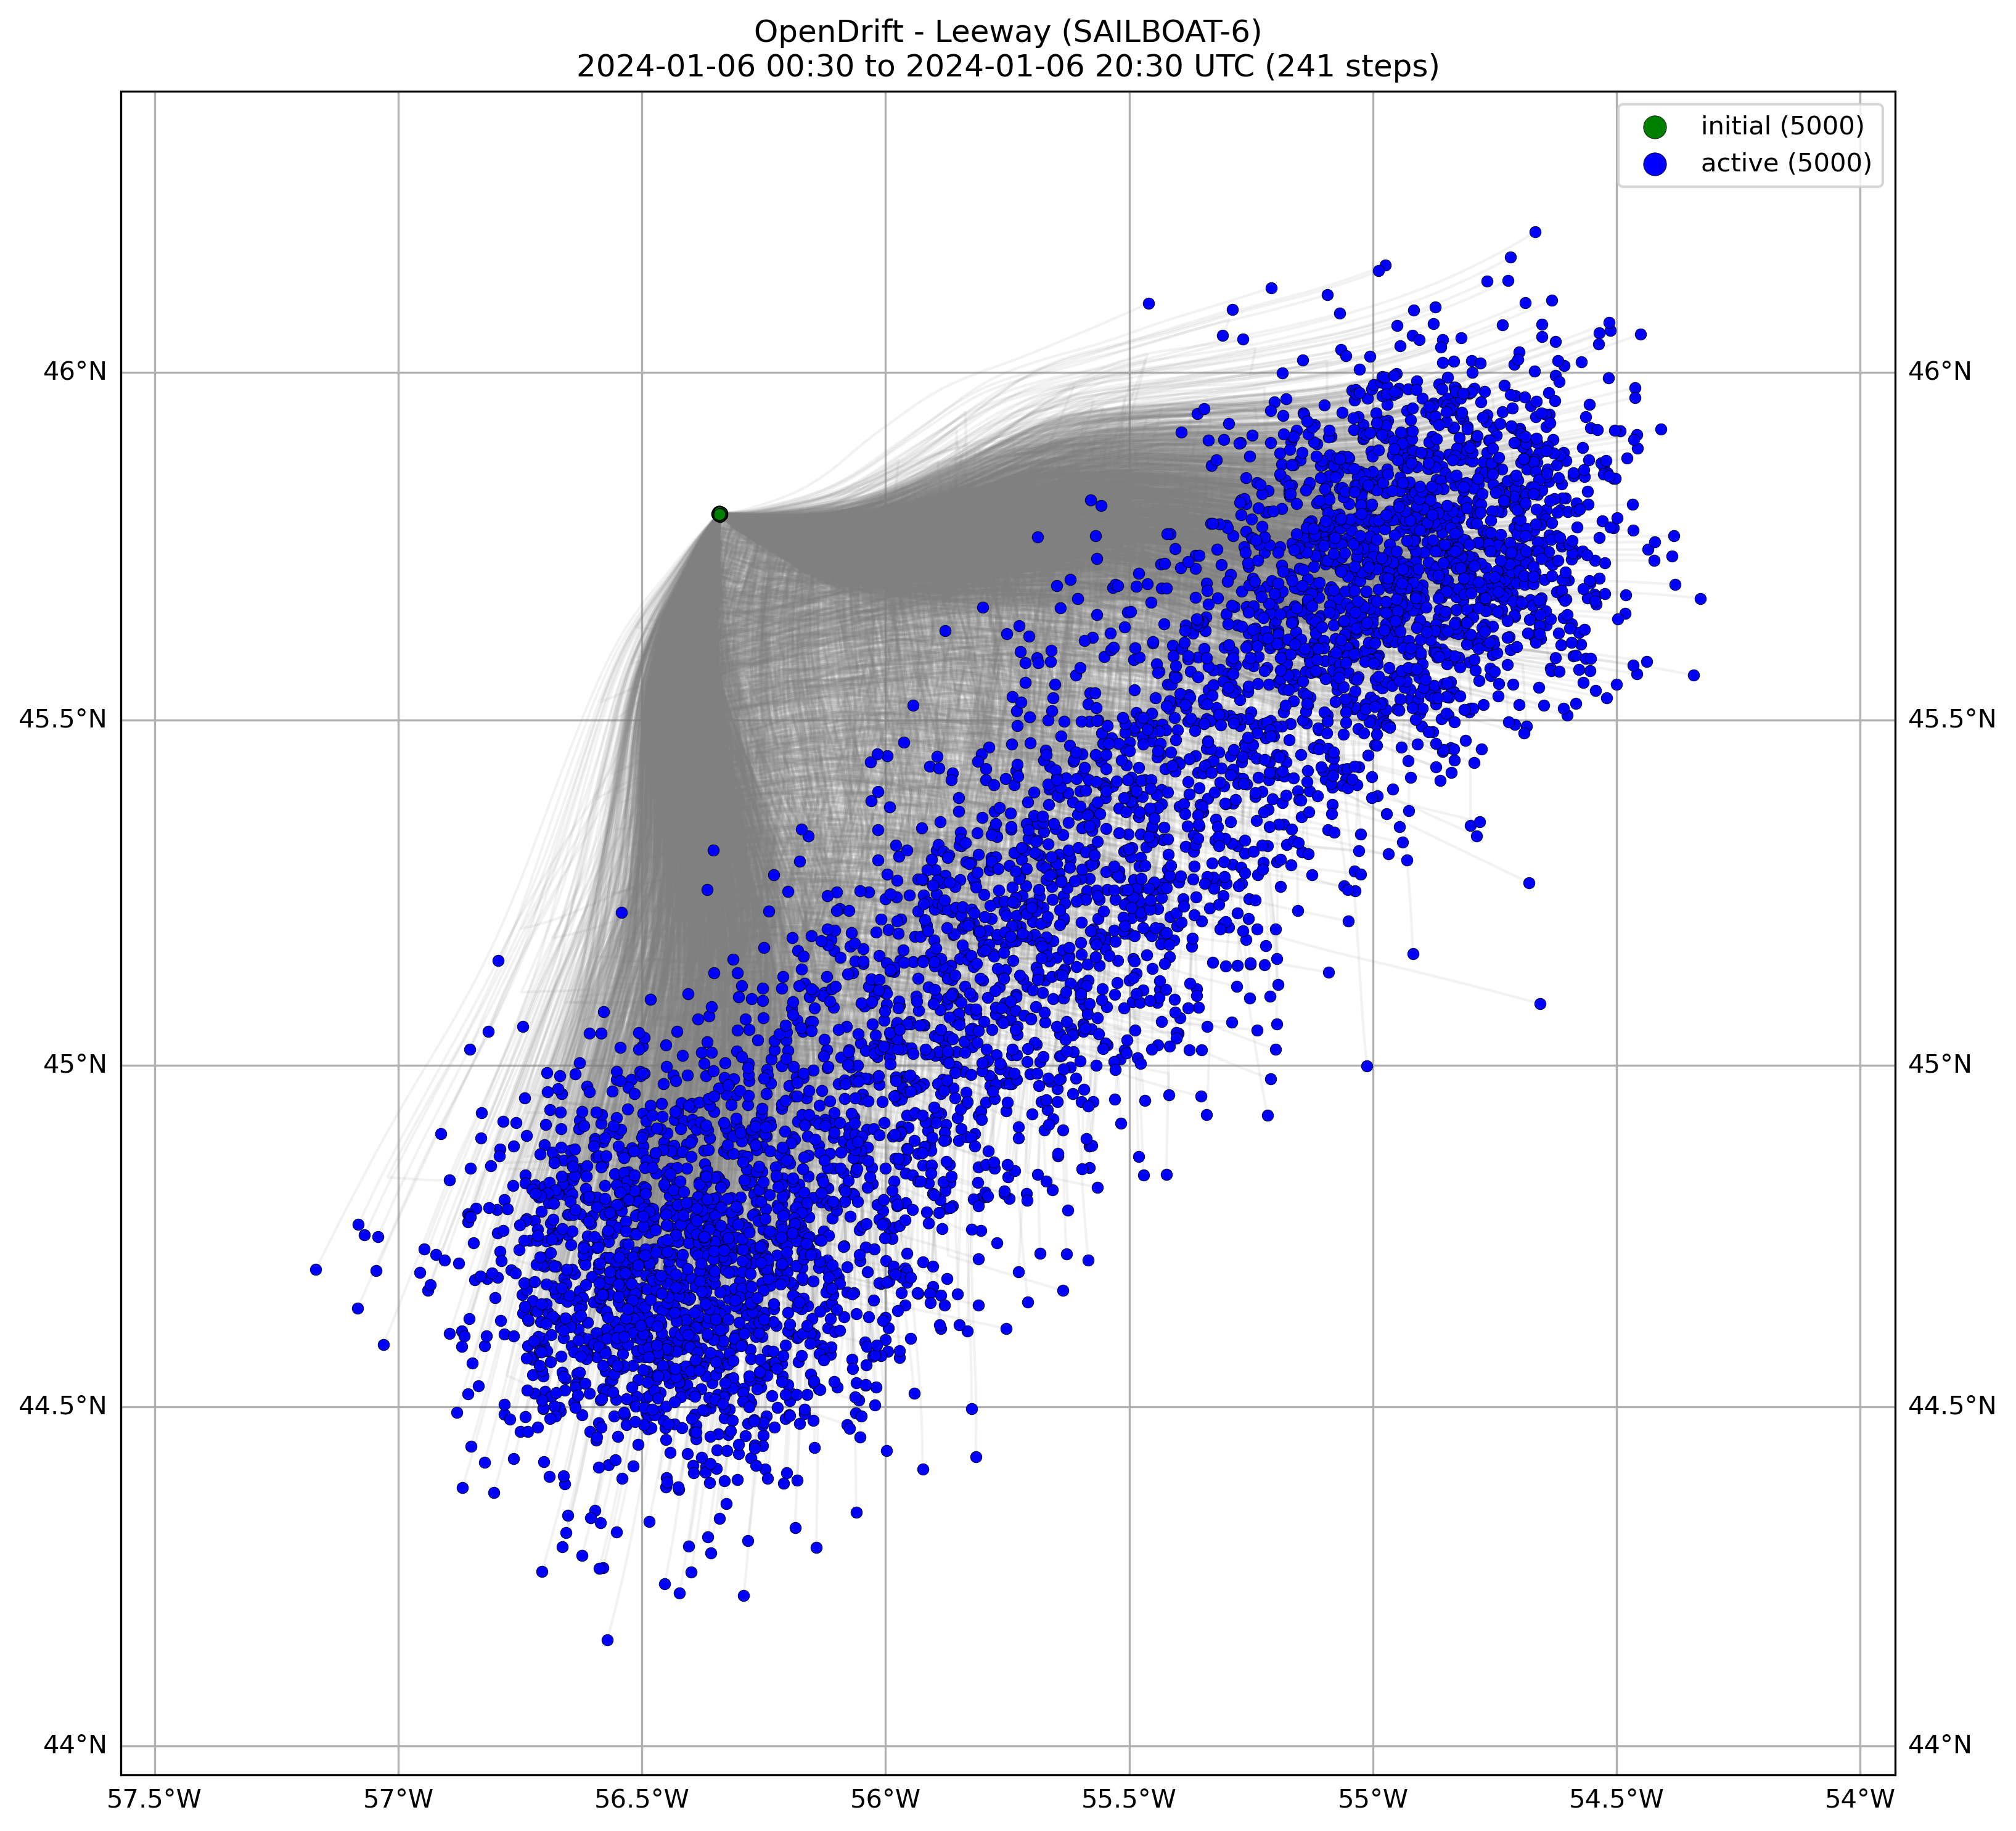 OpenDrift - Leeway (SAILBOAT-6)
2024-01-06 00:30 to 2024-01-06 20:30 UTC (241 steps)
initial (5000)
active (5000)
46°N 46°N
45.5°N 45.5°N
45°N 45°N
44.5°N 44.5°N
44°N 44°N
57.5°W 57°W 56.5°W 56°W 55.5°W 55°W 54.5°W 54°W